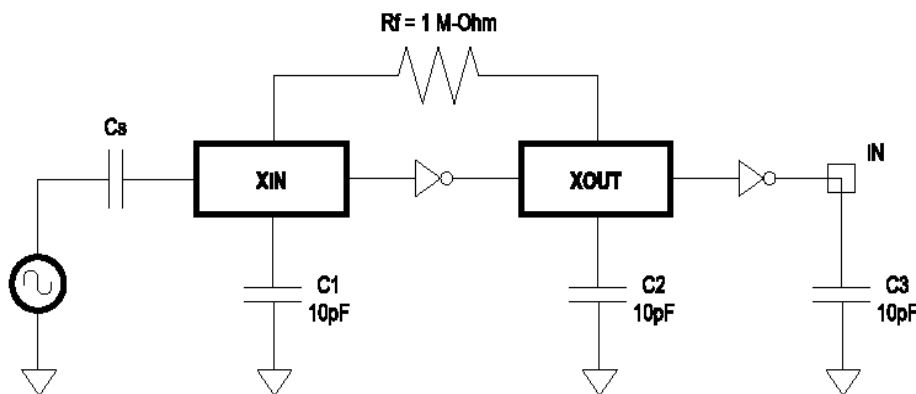 Rf = 1 M-Ohm
Cs
XIN
XOUT
IN
C1
10pF
C2
10pF
C3
10pF